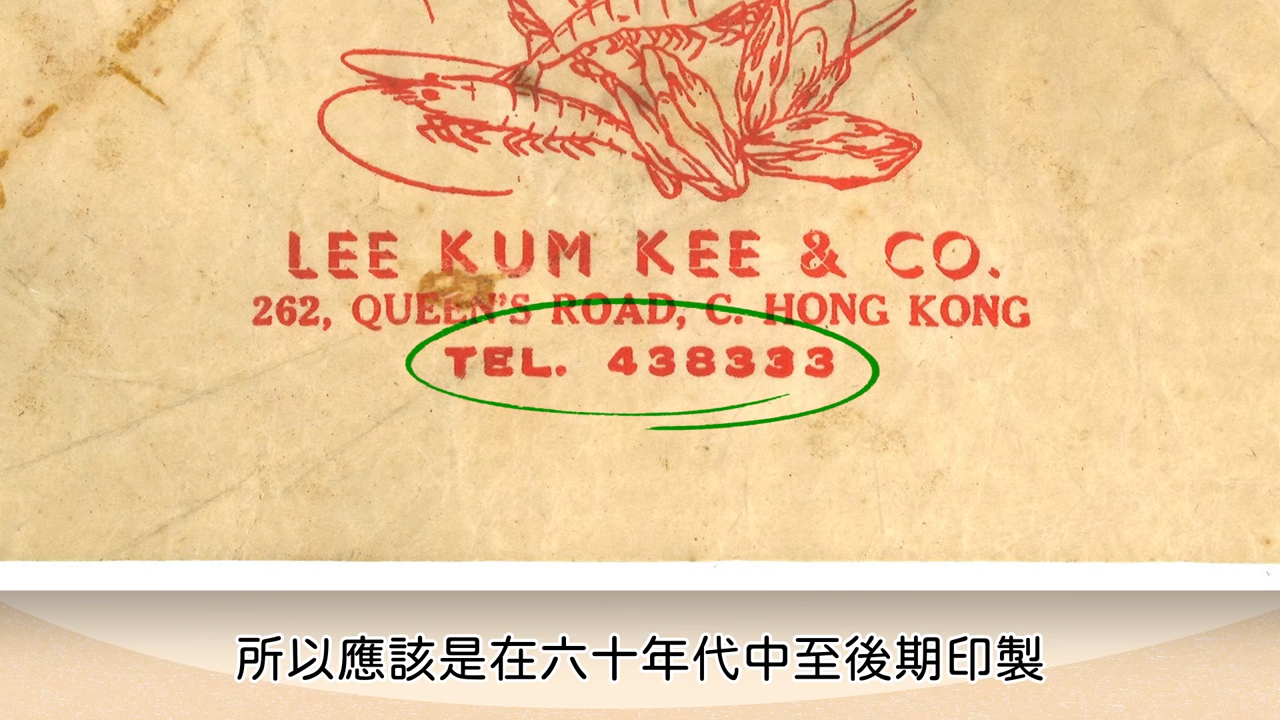 LEE KUM KEE & CO.
262, QUEEN'S ROAD, C. HONG KONG
TEL. 438333
所以應該是在六十年代中至後期印製